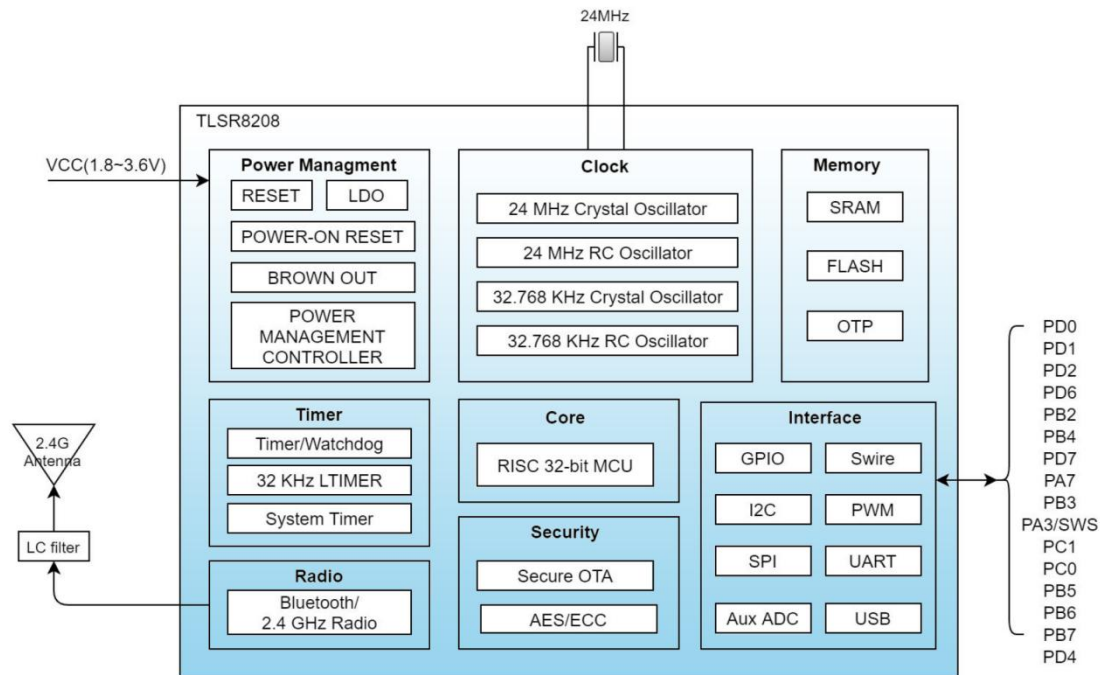 24MHz
TLSR8208
VCC(1.8~3.6V)
Power Managment
RESET
LDO
POWER-ON RESET
BROWN OUT
POWER
MANAGEMENT
CONTROLLER
Clock
24 MHz Crystal Oscillator
24 MHz RC Oscillator
32.768 KHz Crystal Oscillator
32.768 KHz RC Oscillator
Memory
SRAM
FLASH
OTP
Timer
Timer/Watchdog
32 KHz LTIMER
System Timer
Core
RISC 32-bit MCU
Interface
GPIO
Swire
I2C
PWM
SPI
UART
Aux ADC
USB
Security
Secure OTA
AES/ECC
Radio
Bluetooth/
2.4 GHz Radio
2.4G
Antenna
LC filter
PD0
PD1
PD2
PD6
PB2
PB4
PD7
PA7
PB3
PA3/SWS
PC1
PC0
PB5
PB6
PB7
PD4